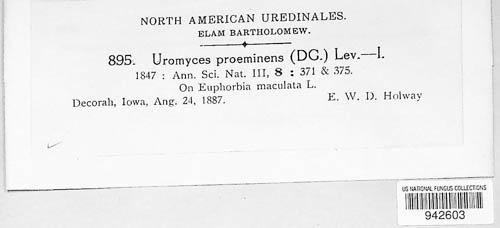 NORTH AMERICAN UREDINALES.
ELAM BARTHOLOMEW.
895. Uromyces proeminens (DC.) Lev.—I.
1847 : Ann. Sci. Nat. III, 8 : 371 & 375.
On Euphorbia maculata L.
Decorah, Iowa, Ang. 24, 1887. E. W. D. Holway
US NATIONAL FUNGUS COLLECTIONS
942603